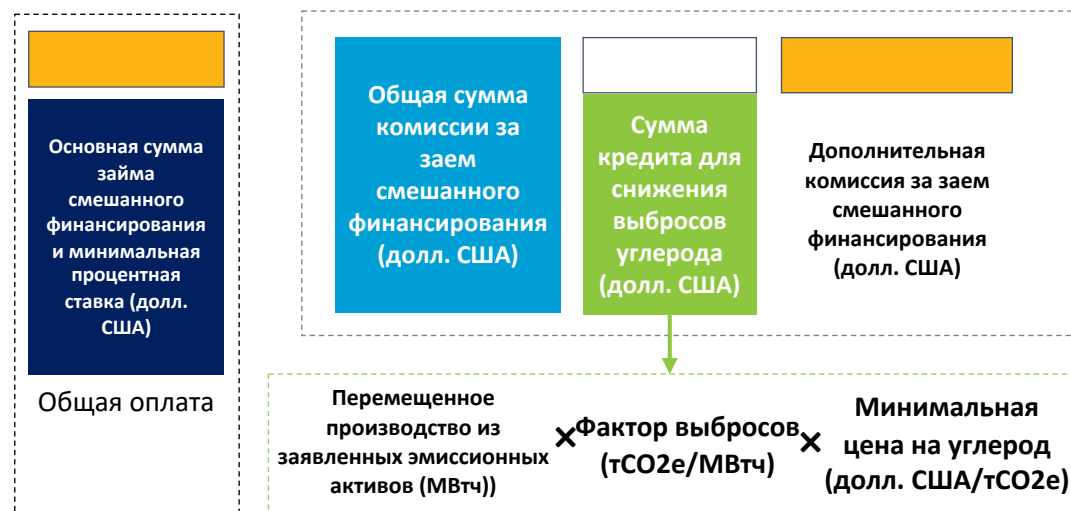 Основная сумма
займа
смешанного
финансирования
и минимальная
процентная
ставка (долл.
США)
Общая оплата
Общая сумма
комиссии за
заем
смешанного
финансирования
(долл. США)
Сумма
кредита для
снижения
выбросов
углерода
(долл. США)
Дополнительная
комиссия за заем
смешанного
финансирования
(долл. США)
Перемещенное
производство из
заявленных эмиссионных
активов (МВтч))
×
Фактор выбросов
(тCO2e/МВтч)
×
Минимальная
цена на углерод
(долл. США/тCO2e)